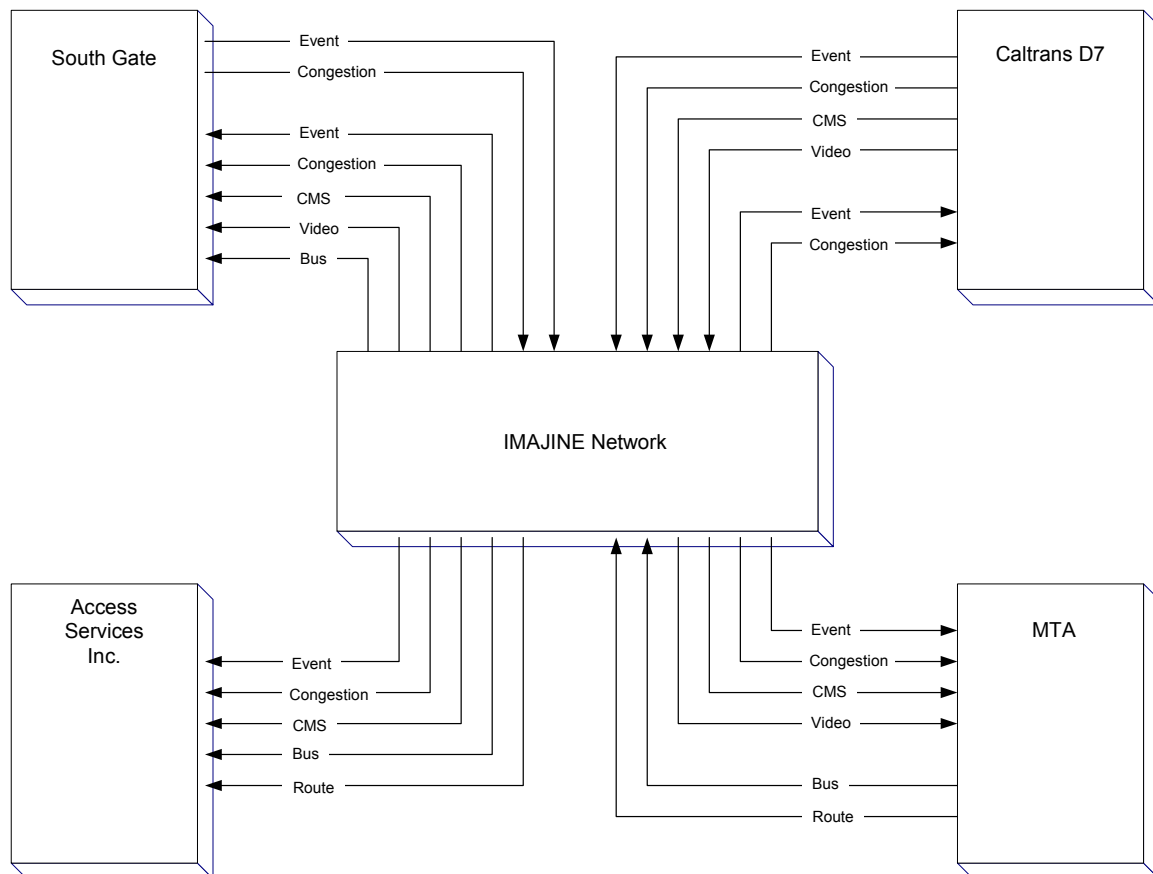 South Gate
Event
Congestion
Event
Congestion
CMS
Video
Bus
Caltrans D7
Event
Congestion
CMS
Video
Event
Congestion
IMAJINE Network
Access
Services
Inc.
Event
Congestion
CMS
Bus
Route
MTA
Event
Congestion
CMS
Video
Bus
Route